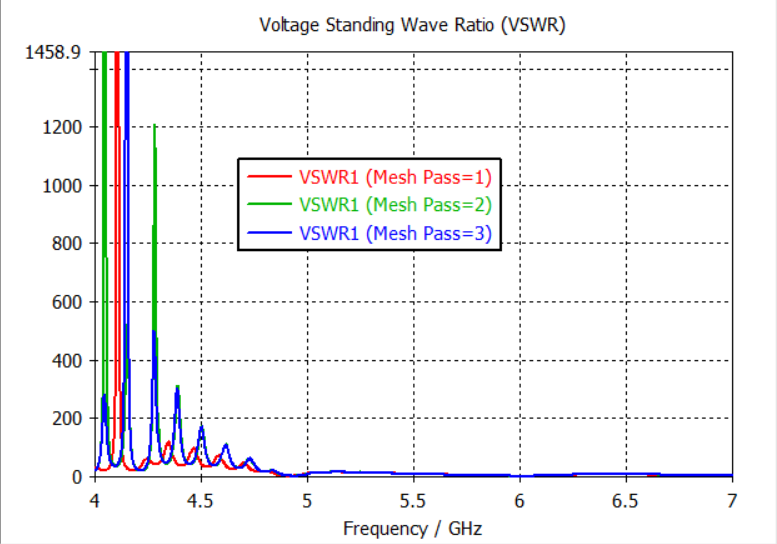 Voltage Standing Wave Ratio (VSWR)
1458.9
1200
1000
800
600
400
200
0
VSWR1 (Mesh Pass=1)
VSWR1 (Mesh Pass=2)
VSWR1 (Mesh Pass=3)
4 4.5 5 5.5 6 6.5 7
Frequency / GHz